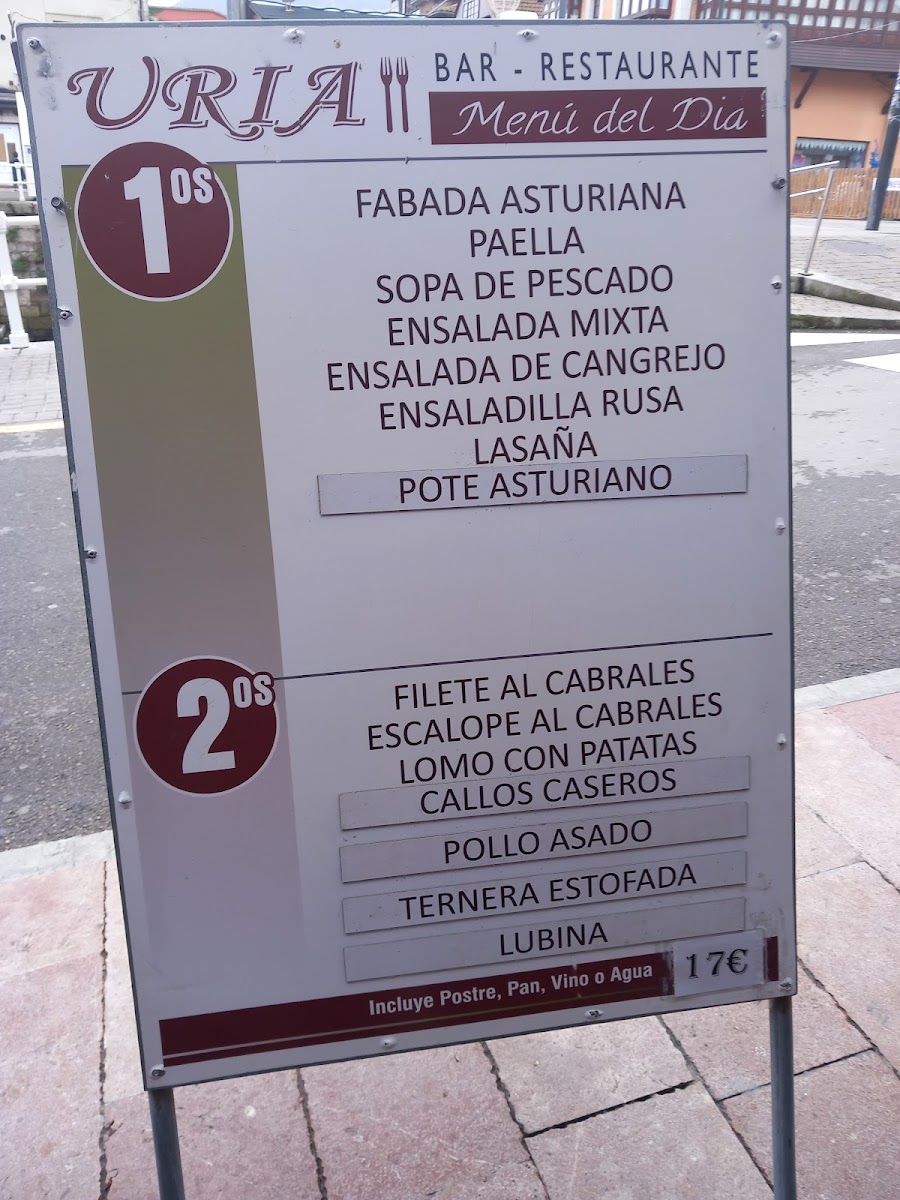 URIA BAR - RESTAURANTE
Menú del Dia
1OS
FABADA ASTURIANA
PAELLA
SOPA DE PESCADO
ENSALADA MIXTA
ENSALADA DE CANGREJO
ENSALADILLA RUSA
LASAÑA
POTE ASTURIANO
2OS
FILETE AL CABRALES
ESCALOPE AL CABRALES
LOMO CON PATATAS
CALLOS CASEROS
POLLO ASADO
TERNERA ESTOFADA
LUBINA
Incluye Postre, Pan, Vino o Agua 17€